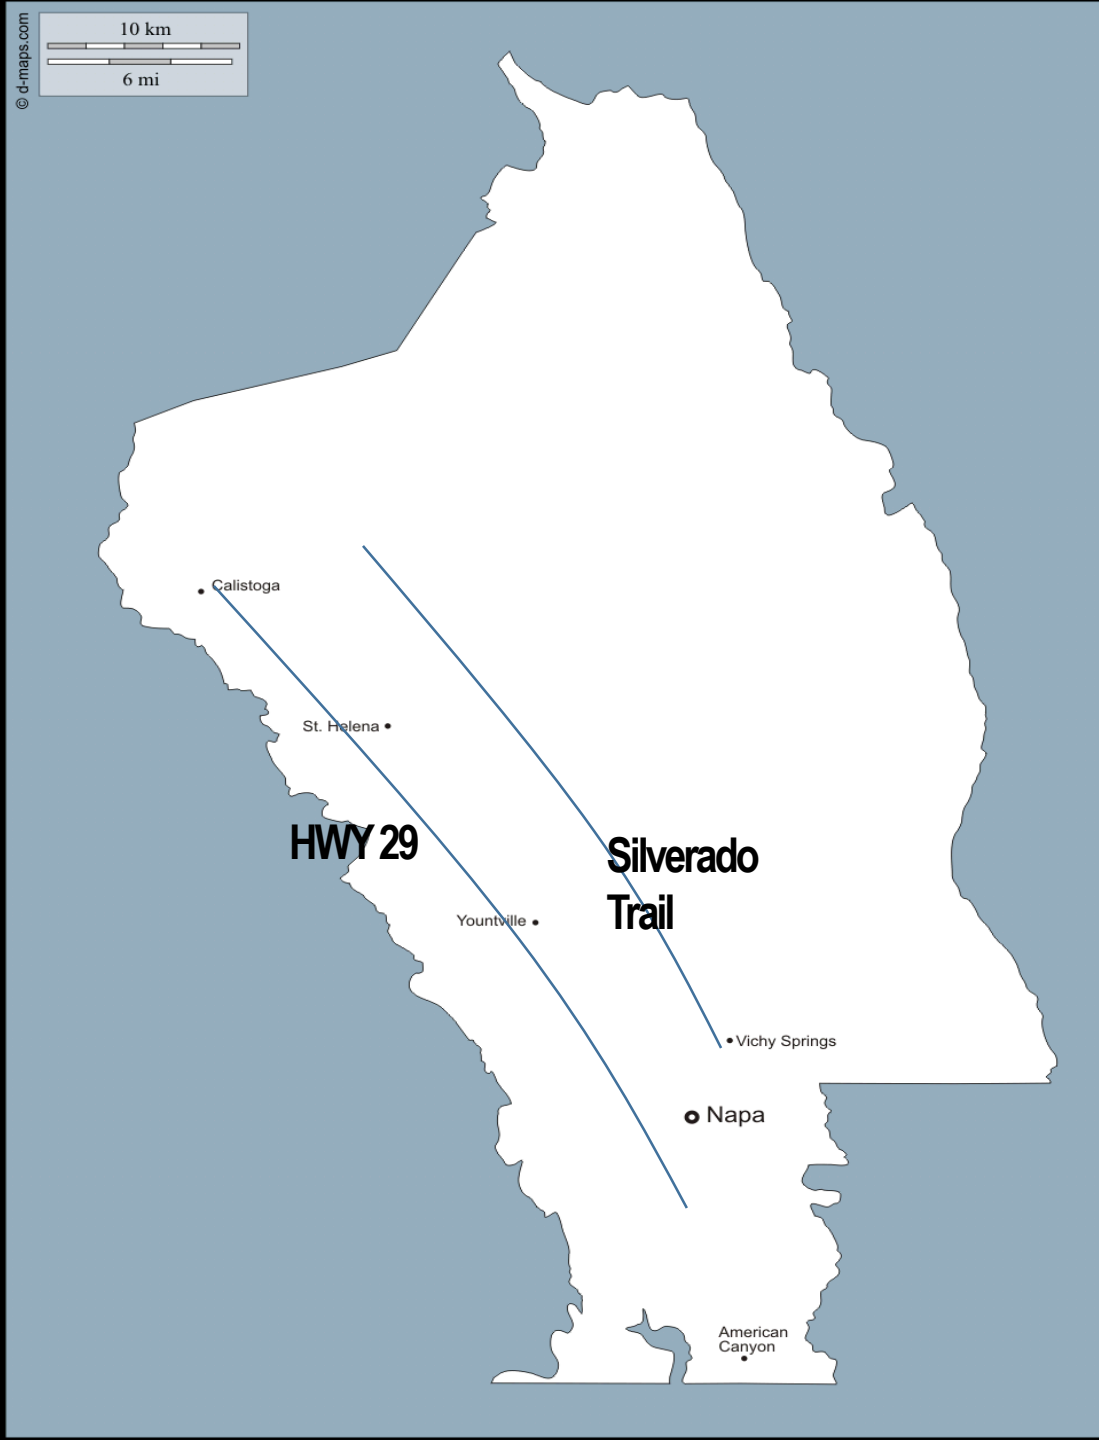 © d-maps.com
10 km
6 mi
Calistoga
St. Helena
HWY 29
Silverado
Trail
Yountville
Vichy Springs
Napa
American
Canyon